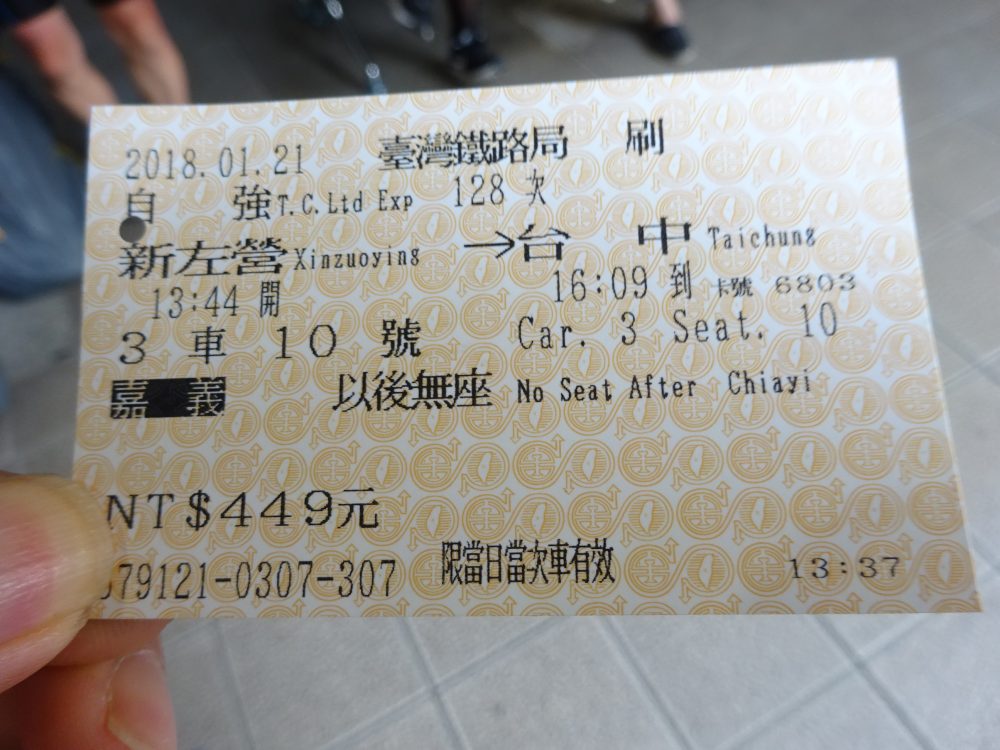 2018.01.21 臺灣鐵路局 刷
自強 T.C.Ltd Exp 128 次
新左營 Xinzuoying →台中 Taichung
13:44 開 16:09 到 卡號 6803
3 車 10 號 Car. 3 Seat. 10
嘉義 以後無座 No Seat After Chiayi
NT$449元
79121-0307-307 限當日當次車有效 13:37